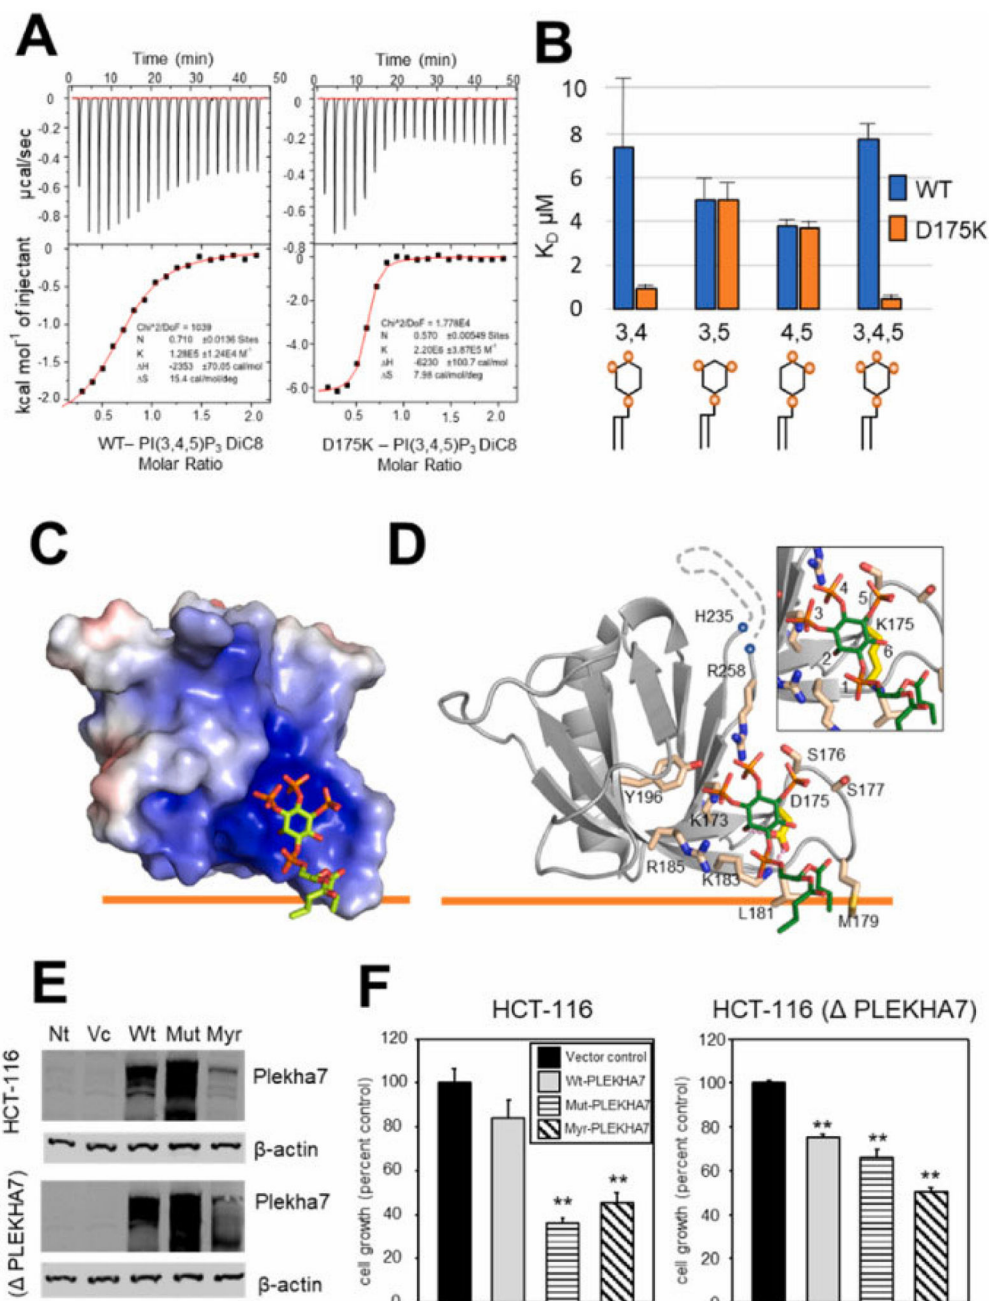 A
Time (min)
0 10 20 30 40 50
0
-0.2
-0.4
-0.6
-0.8
µcal/sec
0
-0.5
-1.0
-1.5
-2.0
kcal mol⁻¹ of injectant
Chi^2/DoF = 1039
N 0.710 ±0.0136 Sites
K 1.28E5 ±1.24E4 M⁻¹
ΔH -2353 ±70.05 cal/mol
ΔS 15.4 cal/mol/deg
0.5 1.0 1.5 2.0
WT– PI(3,4,5)P₃ DiC8
Molar Ratio
Time (min)
0 10 20 30 40 50
0
-0.2
-0.4
-0.6
-0.8
0
-2.0
-4.0
-6.0
Chi^2/DoF = 1.778E4
N 0.570 ±0.00549 Sites
K 2.20E6 ±3.87E5 M⁻¹
ΔH -6230 ±100.7 cal/mol
ΔS 7.98 cal/mol/deg
0.5 1.0 1.5 2.0
D175K – PI(3,4,5)P₃ DiC8
Molar Ratio
B
K_D µM
10
8
6
4
2
0
WT
D175K
3,4 3,5 4,5 3,4,5
C
D
H235
R258
Y196
K173
R185
K183
L181
M179
D175
S176
S177
4
5
3
K175
2
6
1
E
Nt Vc Wt Mut Myr
HCT-116
Plekha7
β-actin
(Δ PLEKHA7)
Plekha7
β-actin
F
HCT-116
cell growth (percent control)
120
100
80
60
40
20
0
Vector control
Wt-PLEKHA7
Mut-PLEKHA7
Myr-PLEKHA7
** **
HCT-116 (Δ PLEKHA7)
cell growth (percent control)
120
100
80
60
40
20
0
** ** **